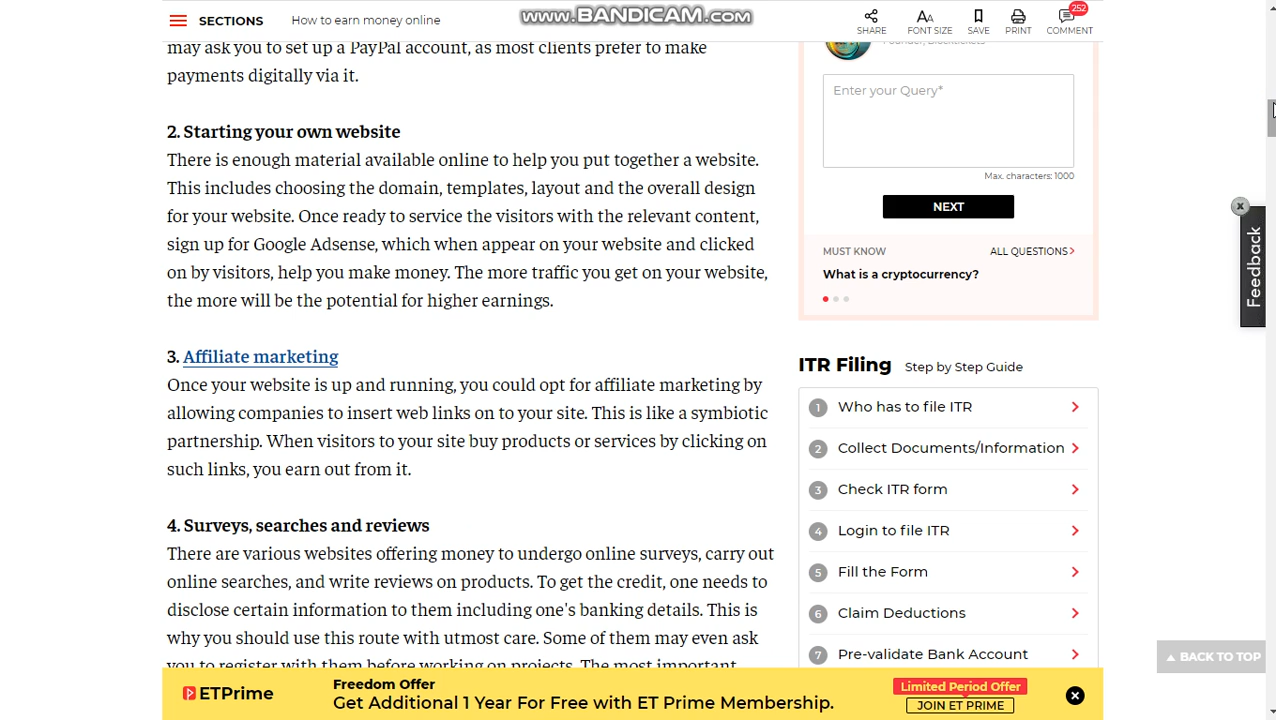 SECTIONS
How to earn money online
www.BANDICAM.com
SHARE
FONT SIZE
SAVE
PRINT
252
COMMENT
may ask you to set up a PayPal account, as most clients prefer to make
payments digitally via it.
2. Starting your own website
There is enough material available online to help you put together a website.
This includes choosing the domain, templates, layout and the overall design
for your website. Once ready to service the visitors with the relevant content,
sign up for Google Adsense, which when appear on your website and clicked
on by visitors, help you make money. The more traffic you get on your website,
the more will be the potential for higher earnings.
3. Affiliate marketing
Once your website is up and running, you could opt for affiliate marketing by
allowing companies to insert web links on to your site. This is like a symbiotic
partnership. When visitors to your site buy products or services by clicking on
such links, you earn out from it.
4. Surveys, searches and reviews
There are various websites offering money to undergo online surveys, carry out
online searches, and write reviews on products. To get the credit, one needs to
disclose certain information to them including one's banking details. This is
why you should use this route with utmost care. Some of them may even ask
you to register with them before working on projects. The most important
Enter your Query*
Max. characters: 1000
NEXT
MUST KNOW
ALL QUESTIONS
What is a cryptocurrency?
ITR Filing Step by Step Guide
1 Who has to file ITR
2 Collect Documents/Information
3 Check ITR form
4 Login to file ITR
5 Fill the Form
6 Claim Deductions
7 Pre-validate Bank Account
Feedback
BACK TO TOP
ETPrime
Freedom Offer
Get Additional 1 Year For Free with ET Prime Membership.
Limited Period Offer
JOIN ET PRIME